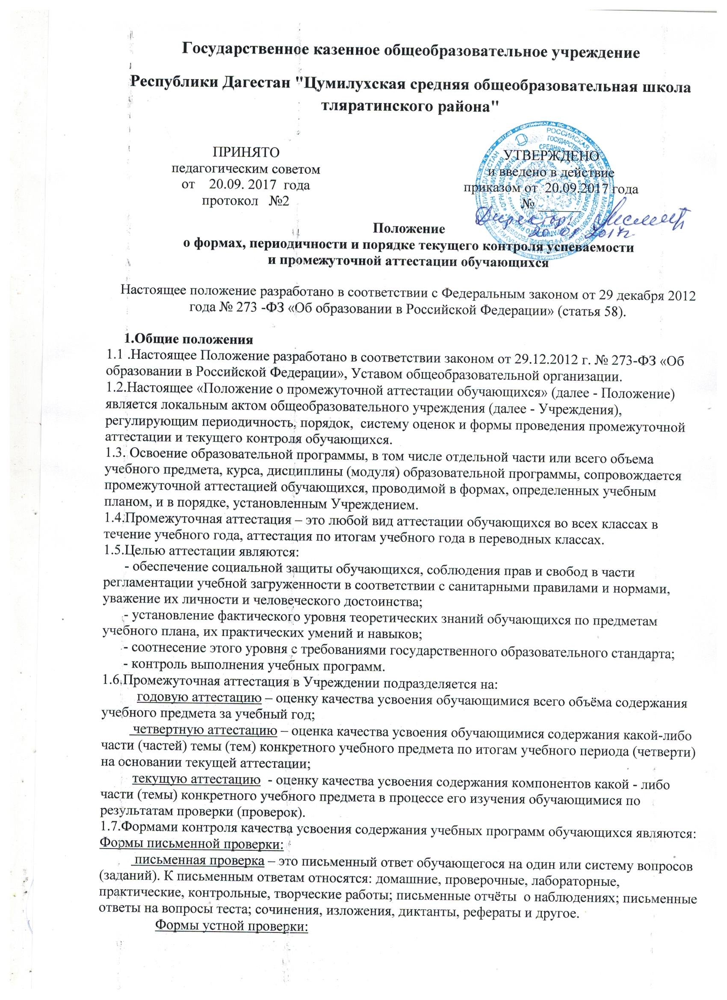 Государственное казенное общеобразовательное учреждение
Республики Дагестан "Цумилухская средняя общеобразовательная школа
тляратинского района"
ПРИНЯТО
педагогическим советом
от 20.09. 2017 года
протокол №2
УТВЕРЖДЕНО
и введено в действие
приказом от 20.09.2017 года
№ ______
Директор:
Положение
о формах, периодичности и порядке текущего контроля успеваемости
и промежуточной аттестации обучающихся
Настоящее положение разработано в соответствии с Федеральным законом от 29 декабря 2012
года № 273 -ФЗ «Об образовании в Российской Федерации» (статья 58).
1.Общие положения
1.1 .Настоящее Положение разработано в соответствии законом от 29.12.2012 г. № 273-ФЗ «Об
образовании в Российской Федерации», Уставом общеобразовательной организации.
1.2.Настоящее «Положение о промежуточной аттестации обучающихся» (далее - Положение)
является локальным актом общеобразовательного учреждения (далее - Учреждения),
регулирующим периодичность, порядок, систему оценок и формы проведения промежуточной
аттестации и текущего контроля обучающихся.
1.3. Освоение образовательной программы, в том числе отдельной части или всего объема
учебного предмета, курса, дисциплины (модуля) образовательной программы, сопровождается
промежуточной аттестацией обучающихся, проводимой в формах, определенных учебным
планом, и в порядке, установленным Учреждением.
1.4.Промежуточная аттестация – это любой вид аттестации обучающихся во всех классах в
течение учебного года, аттестация по итогам учебного года в переводных классах.
1.5.Целью аттестации являются:
- обеспечение социальной защиты обучающихся, соблюдения прав и свобод в части
регламентации учебной загруженности в соответствии с санитарными правилами и нормами,
уважение их личности и человеческого достоинства;
- установление фактического уровня теоретических знаний обучающихся по предметам
учебного плана, их практических умений и навыков;
- соотнесение этого уровня с требованиями государственного образовательного стандарта;
- контроль выполнения учебных программ.
1.6.Промежуточная аттестация в Учреждении подразделяется на:
годовую аттестацию – оценку качества усвоения обучающимися всего объёма содержания
учебного предмета за учебный год;
четвертную аттестацию – оценка качества усвоения обучающимися содержания какой-либо
части (частей) темы (тем) конкретного учебного предмета по итогам учебного периода (четверти)
на основании текущей аттестации;
текущую аттестацию - оценку качества усвоения содержания компонентов какой - либо
части (темы) конкретного учебного предмета в процессе его изучения обучающимися по
результатам проверки (проверок).
1.7.Формами контроля качества усвоения содержания учебных программ обучающихся являются:
Формы письменной проверки:
письменная проверка – это письменный ответ обучающегося на один или систему вопросов
(заданий). К письменным ответам относятся: домашние, проверочные, лабораторные,
практические, контрольные, творческие работы; письменные отчёты о наблюдениях; письменные
ответы на вопросы теста; сочинения, изложения, диктанты, рефераты и другое.
Формы устной проверки: